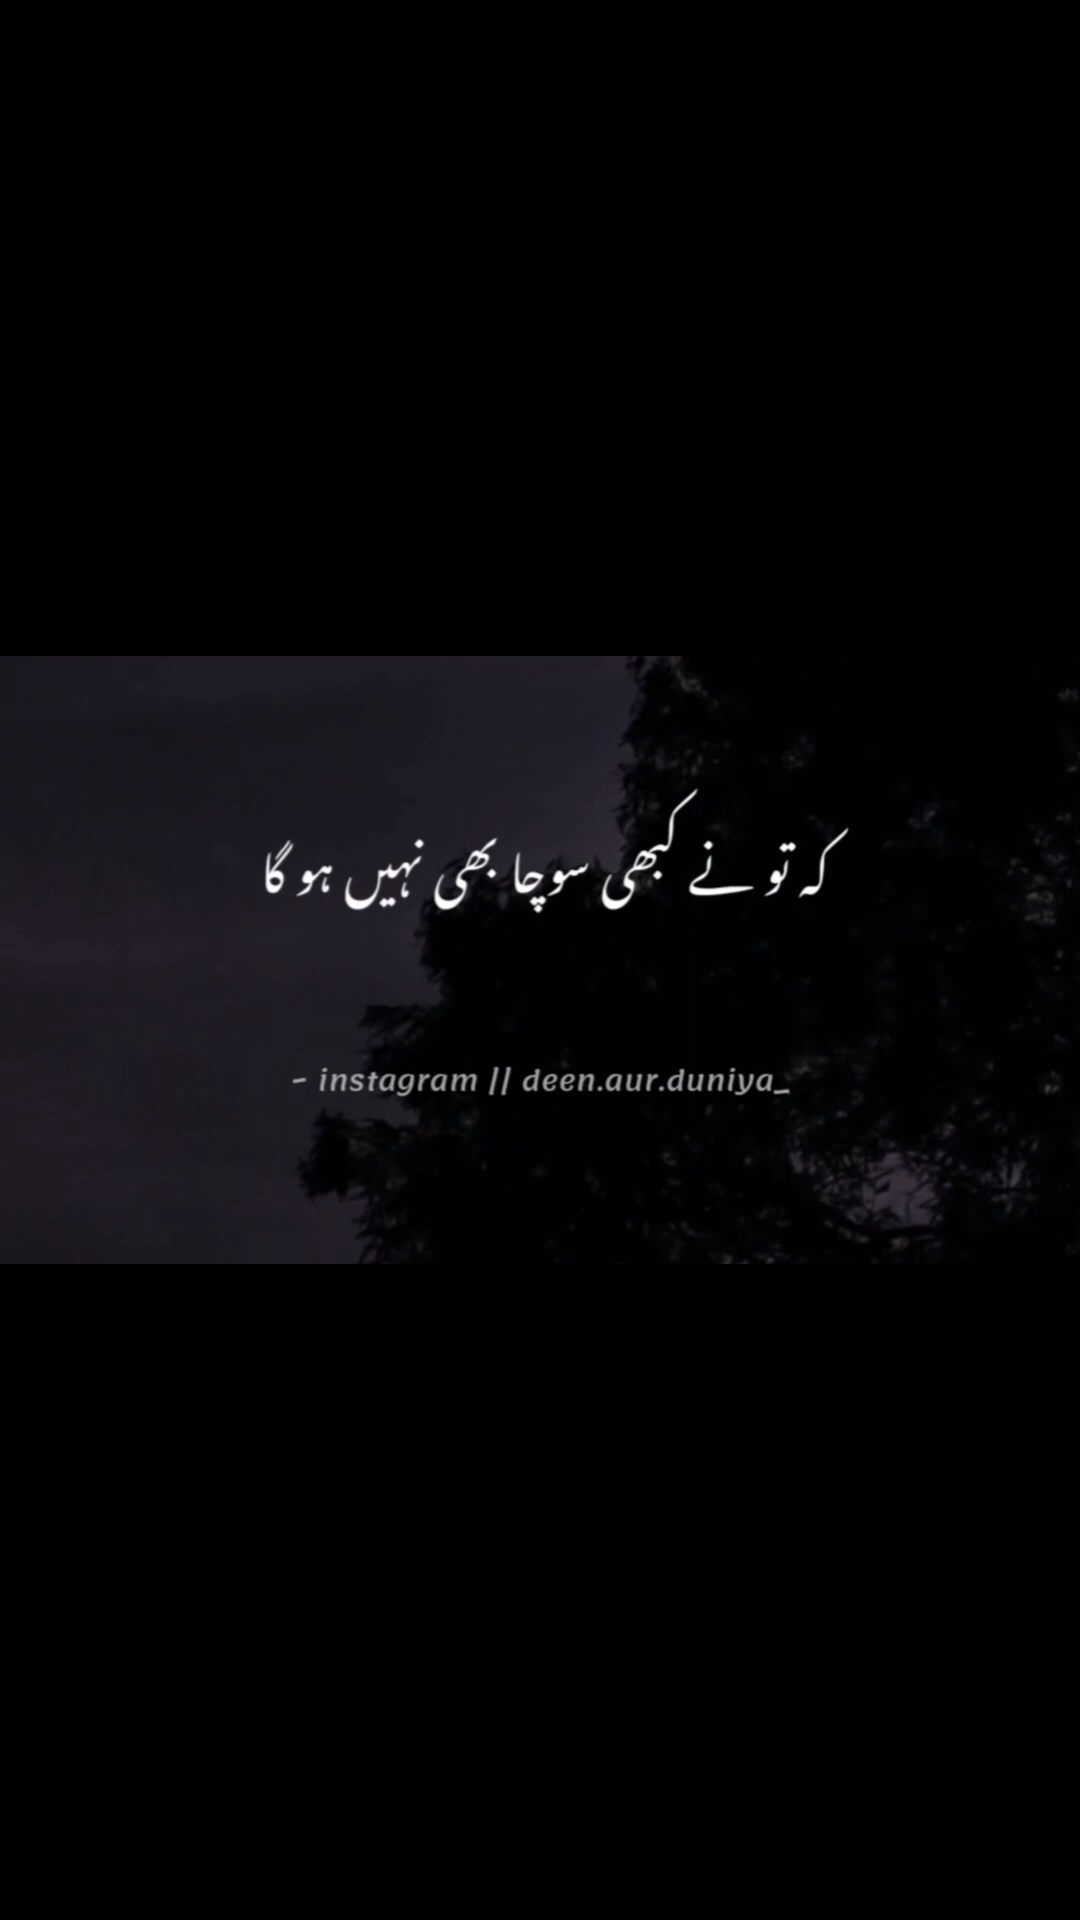 کہ تو نے کبھی سوچا بھی نہیں ہو گا
- instagram || deen.aur.duniya_